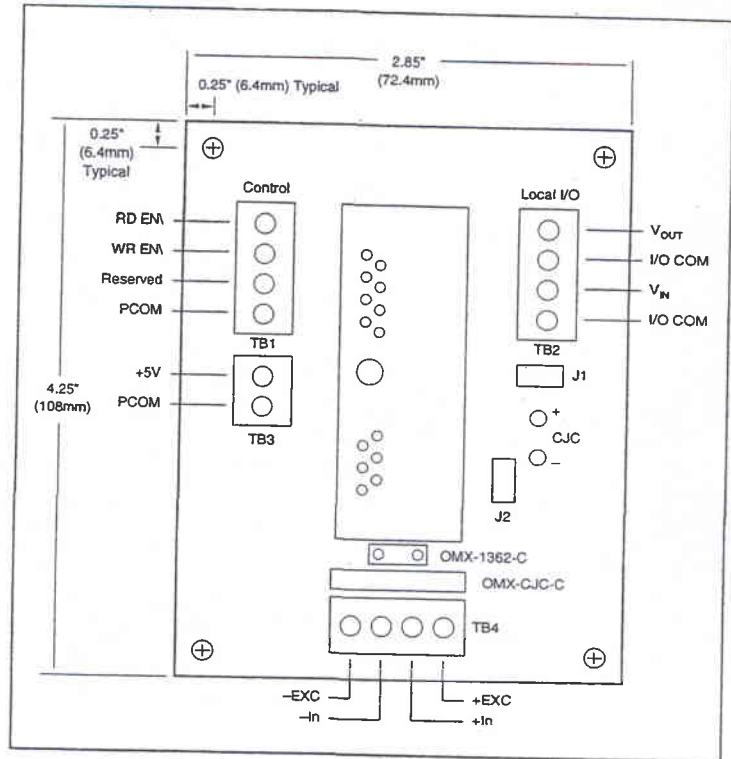 2.85"
(72.4mm)
0.25" (6.4mm) Typical
0.25"
(6.4mm)
Typical
Control
Local I/O
RD EN\
WR EN\
Reserved
PCOM
TB1
VOUT
I/O COM
VIN
I/O COM
TB2
+5V
PCOM
TB3
4.25"
(108mm)
J1
+
CJC
–
J2
OMX-1362-C
OMX-CJC-C
TB4
–EXC
–In
+EXC
+In